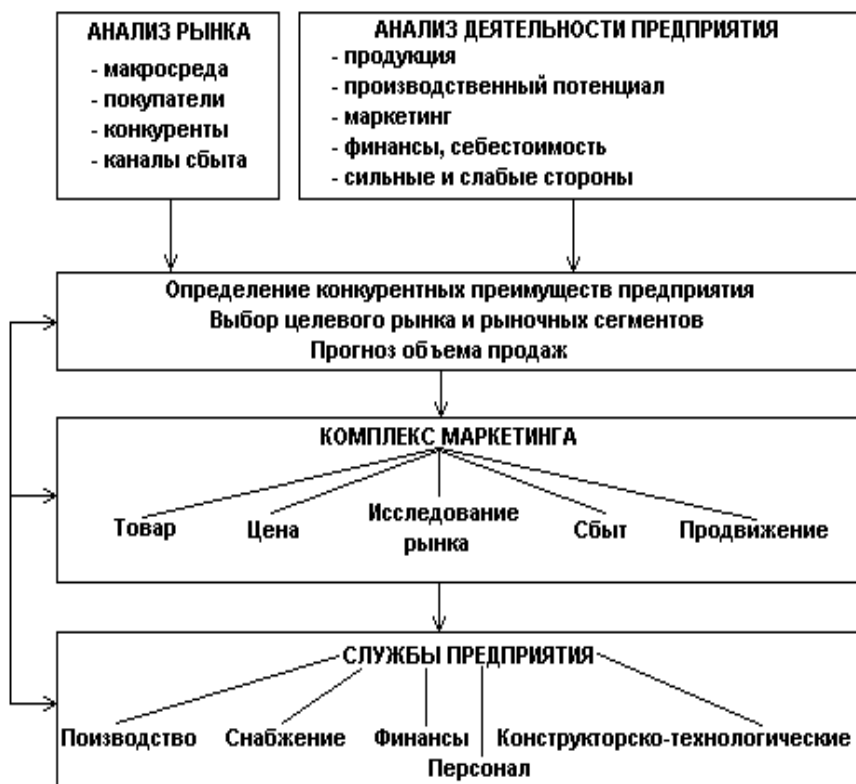 АНАЛИЗ РЫНКА
- макросреда
- покупатели
- конкуренты
- каналы сбыта
АНАЛИЗ ДЕЯТЕЛЬНОСТИ ПРЕДПРИЯТИЯ
- продукция
- производственный потенциал
- маркетинг
- финансы, себестоимость
- сильные и слабые стороны
Определение конкурентных преимуществ предприятия
Выбор целевого рынка и рыночных сегментов
Прогноз объема продаж
КОМПЛЕКС МАРКЕТИНГА
Товар
Цена
Исследование
рынка
Сбыт
Продвижение
СЛУЖБЫ ПРЕДПРИЯТИЯ
Поизводство
Снабжение
Финансы
Персонал
Конструкторско-технологические